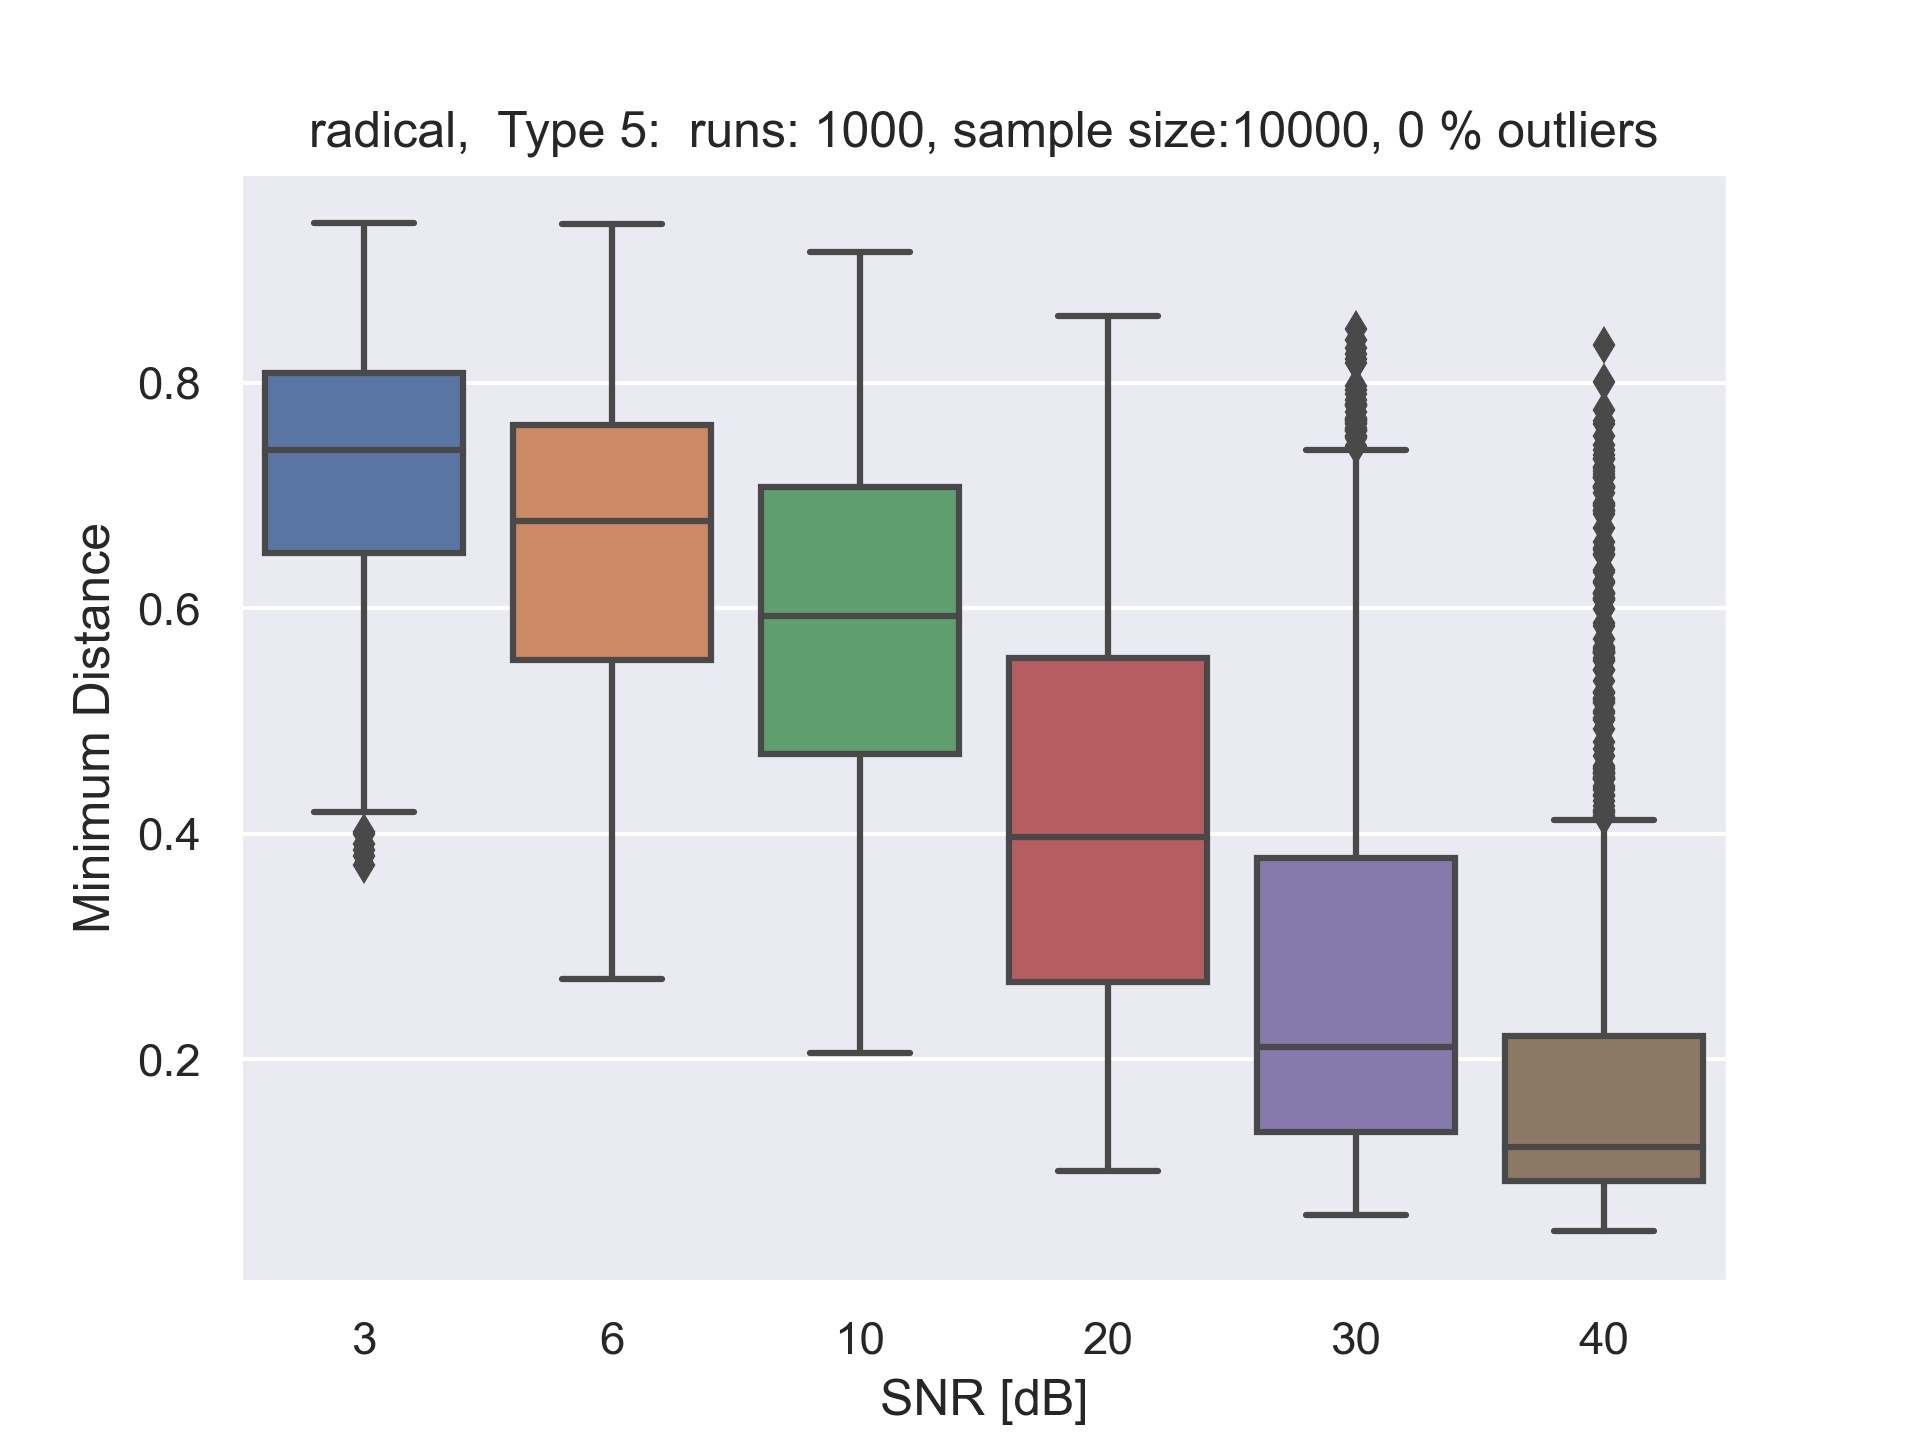 radical,  Type 5:  runs: 1000, sample size:10000, 0 % outliers
0.8
0.6
0.4
0.2
Minimum Distance
3 6 10 20 30 40
SNR [dB]